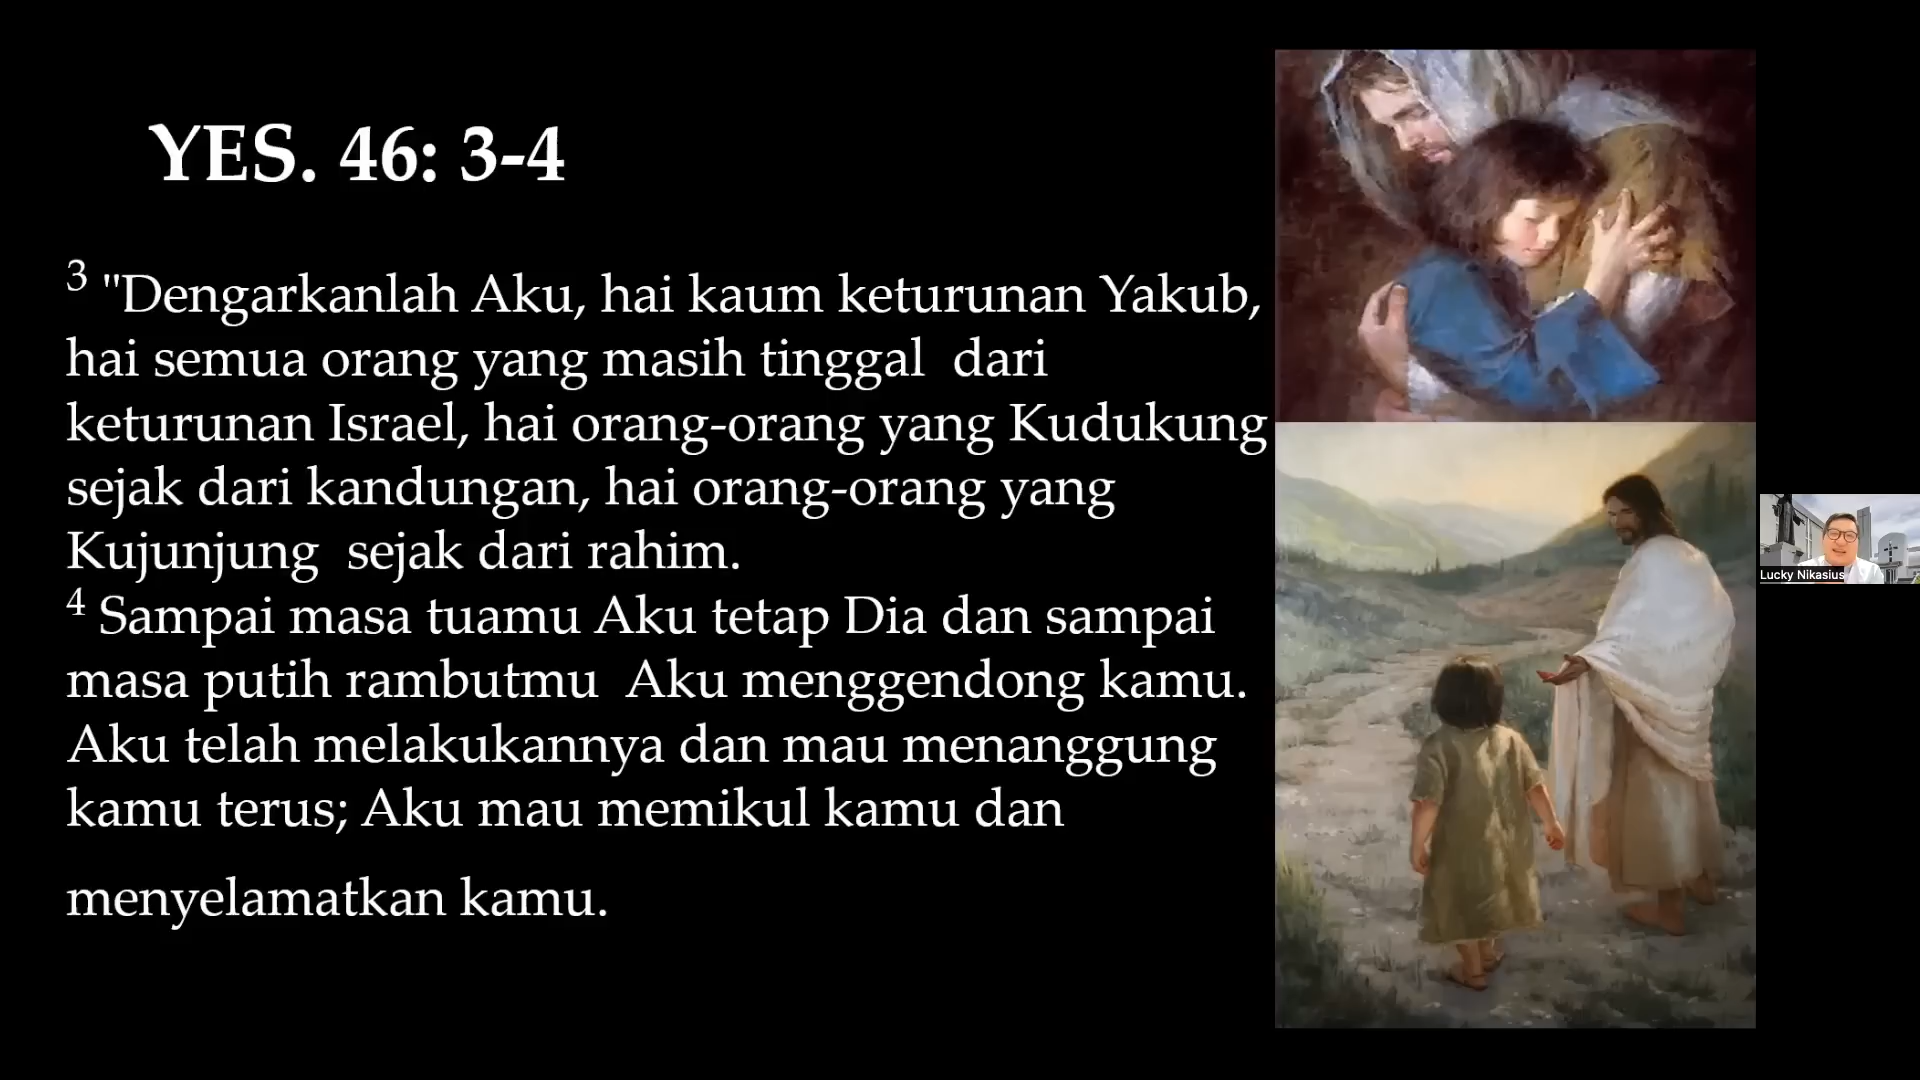 YES. 46: 3-4
3 "Dengarkanlah Aku, hai kaum keturunan Yakub,
hai semua orang yang masih tinggal dari
keturunan Israel, hai orang-orang yang Kudukung
sejak dari kandungan, hai orang-orang yang
Kujunjung sejak dari rahim.
4 Sampai masa tuamu Aku tetap Dia dan sampai
masa putih rambutmu Aku menggendong kamu.
Aku telah melakukannya dan mau menanggung
kamu terus; Aku mau memikul kamu dan
menyelamatkan kamu.
Lucky Nikasius